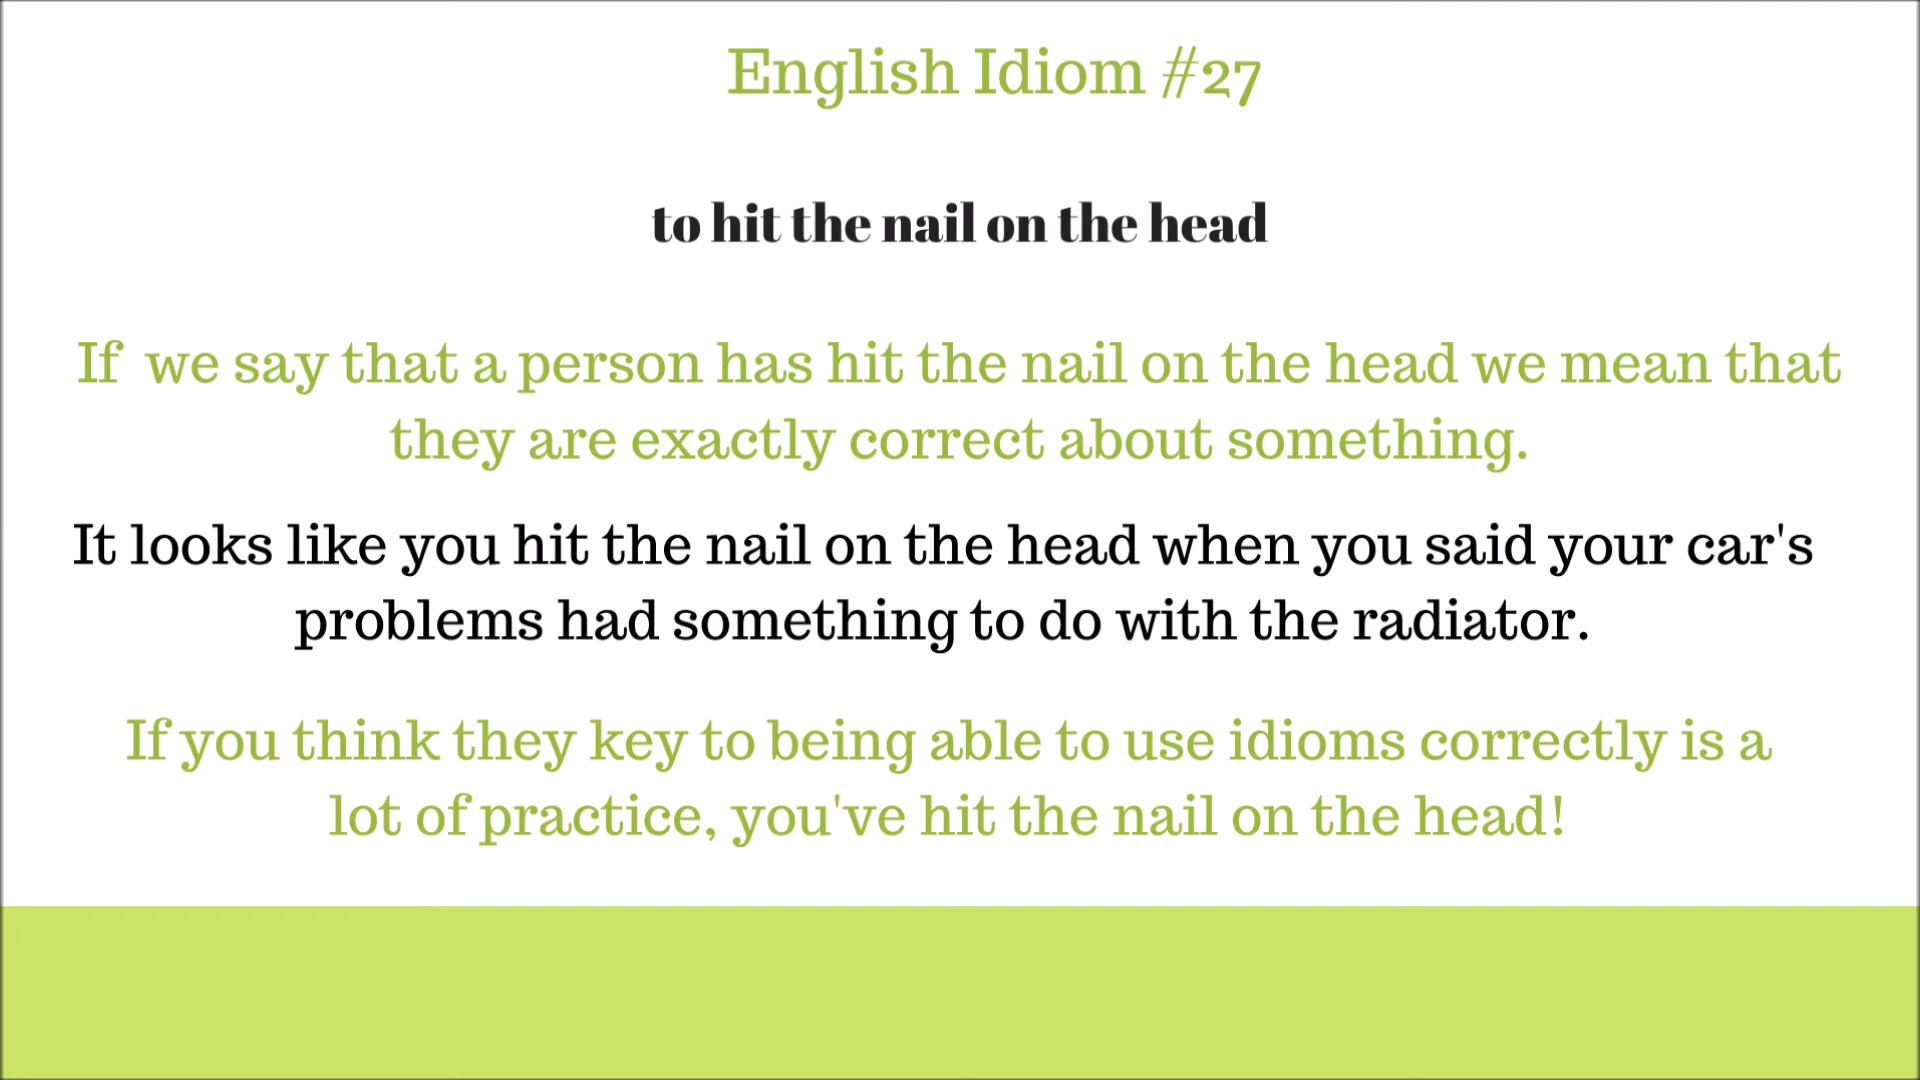 English Idiom #27
to hit the nail on the head
If  we say that a person has hit the nail on the head we mean that
they are exactly correct about something.
It looks like you hit the nail on the head when you said your car's
problems had something to do with the radiator.
If you think they key to being able to use idioms correctly is a
lot of practice, you've hit the nail on the head!